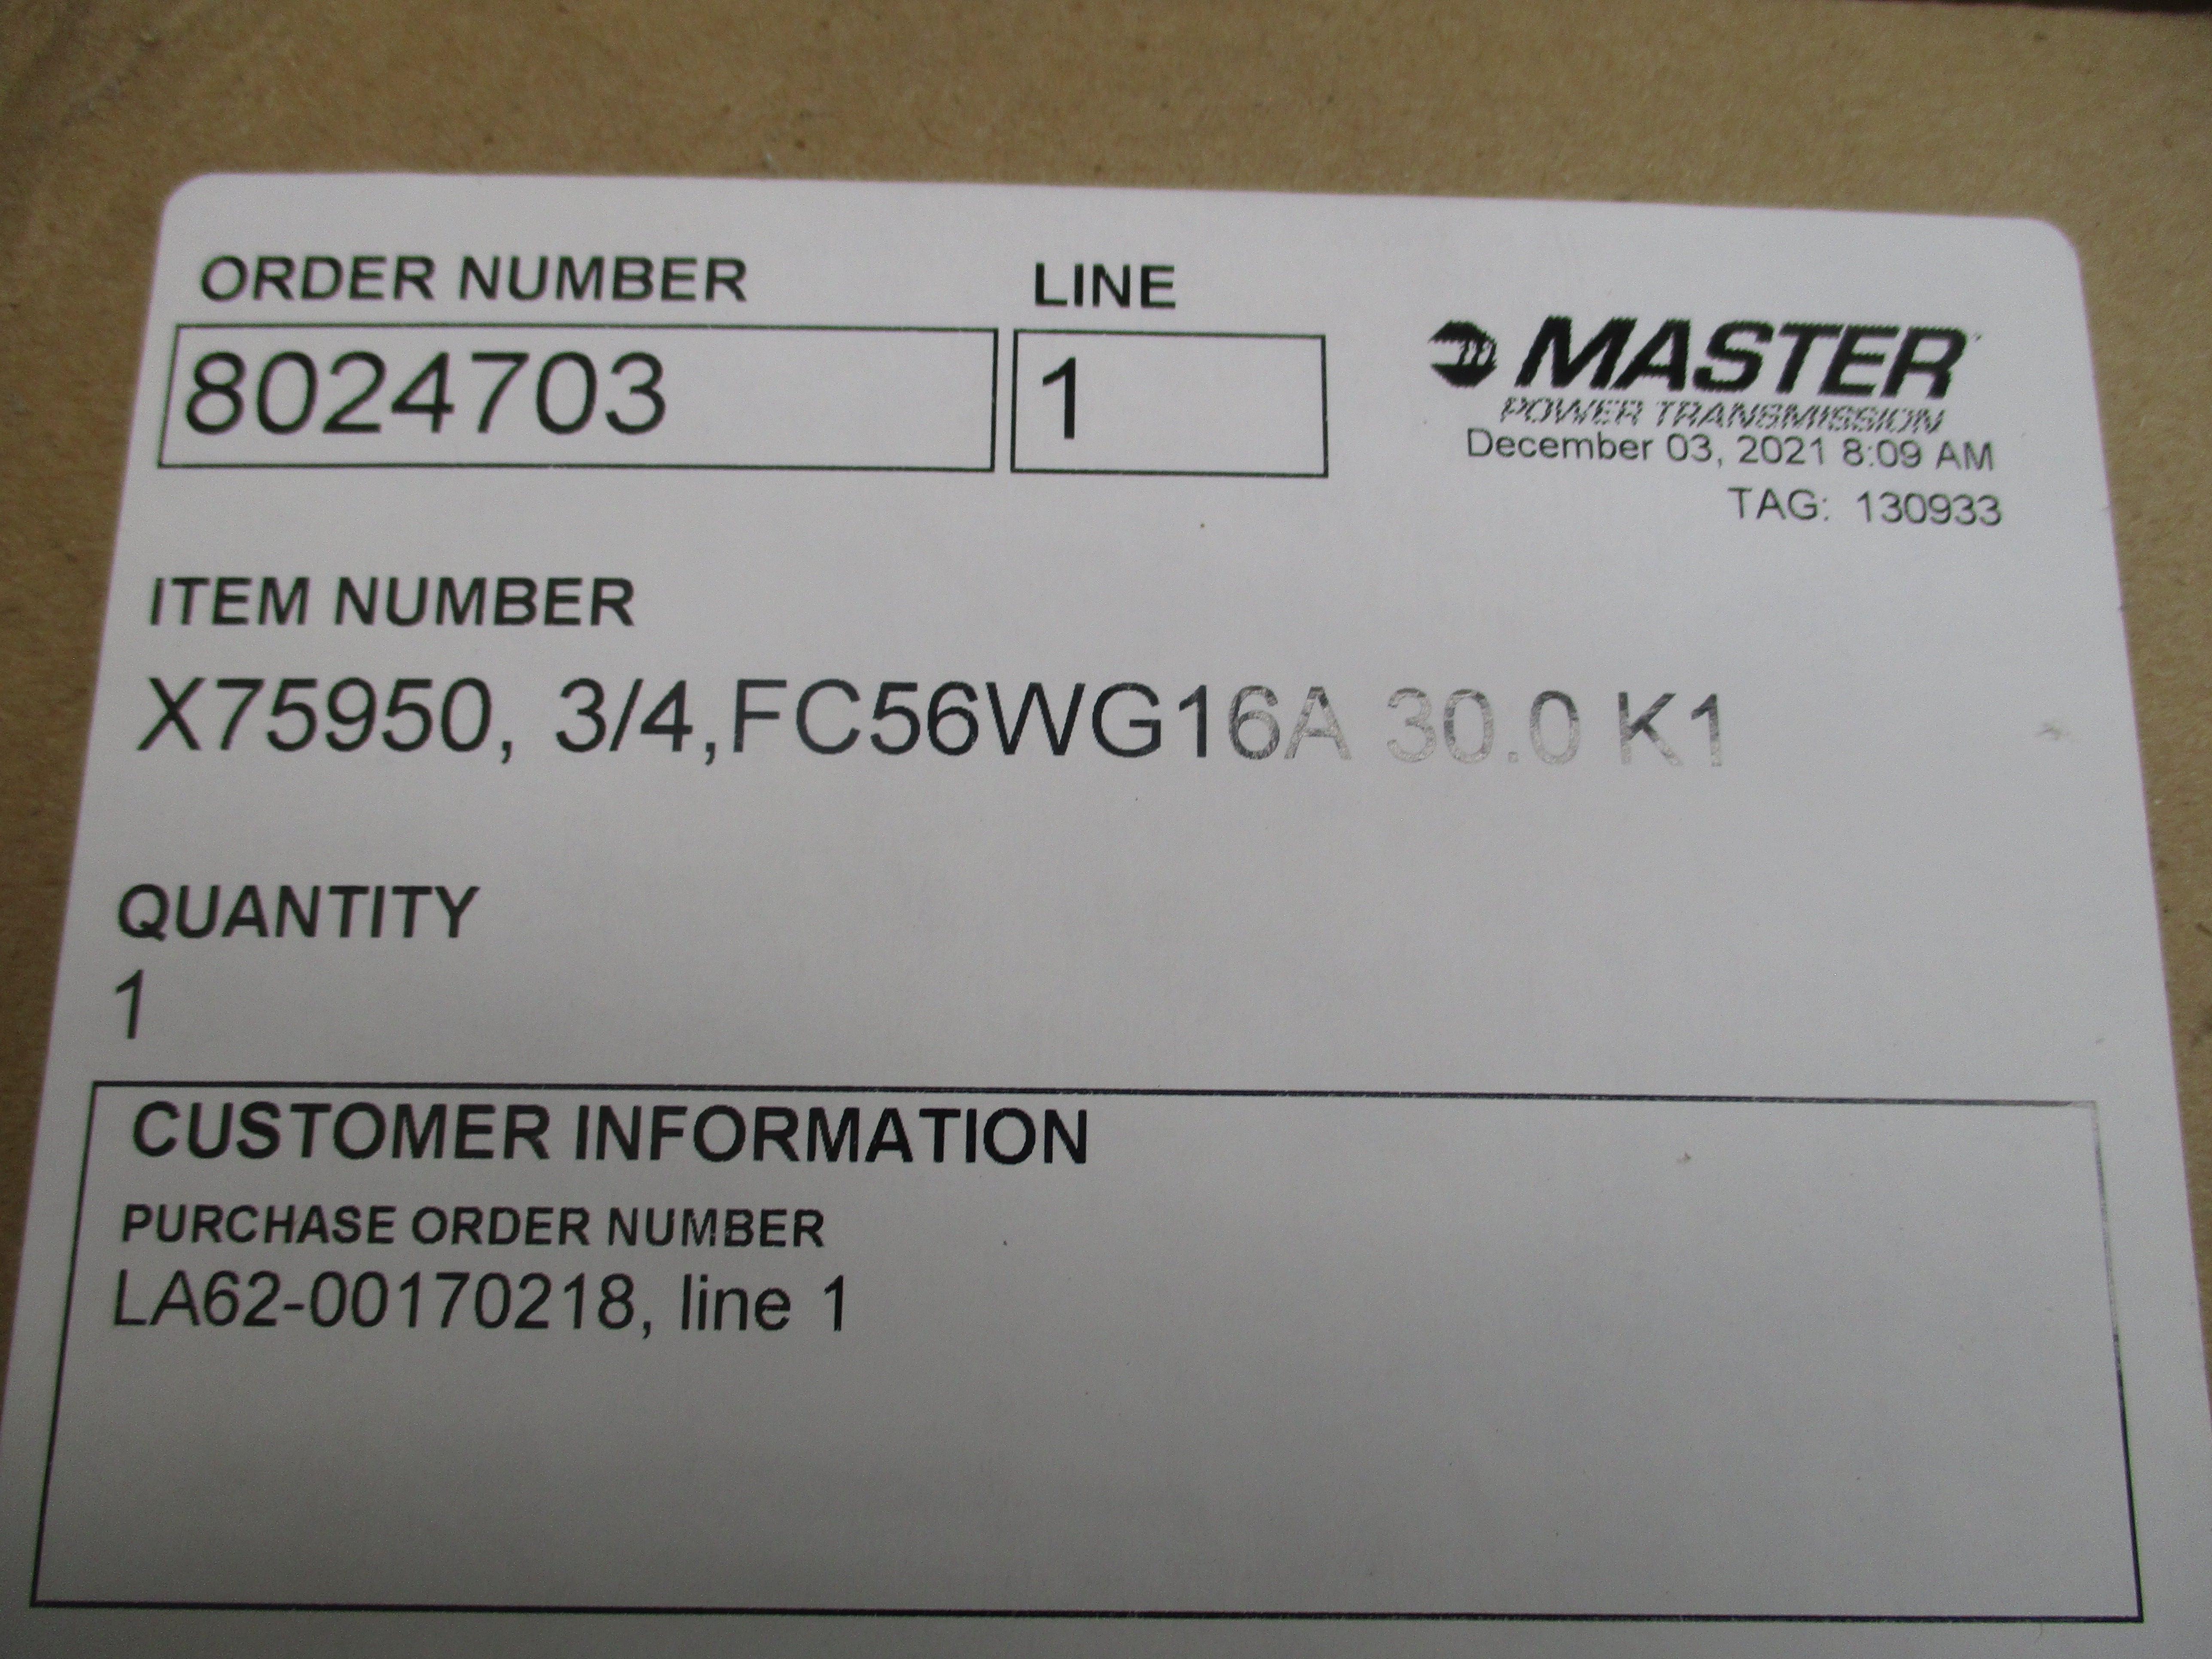 ORDER NUMBER LINE
8024703 1
MASTER
POWER TRANSMISSION
December 03, 2021 8:09 AM
TAG: 130933
ITEM NUMBER
X75950, 3/4,FC56WG16A 30.0 K1
QUANTITY
1
CUSTOMER INFORMATION
PURCHASE ORDER NUMBER
LA62-00170218, line 1